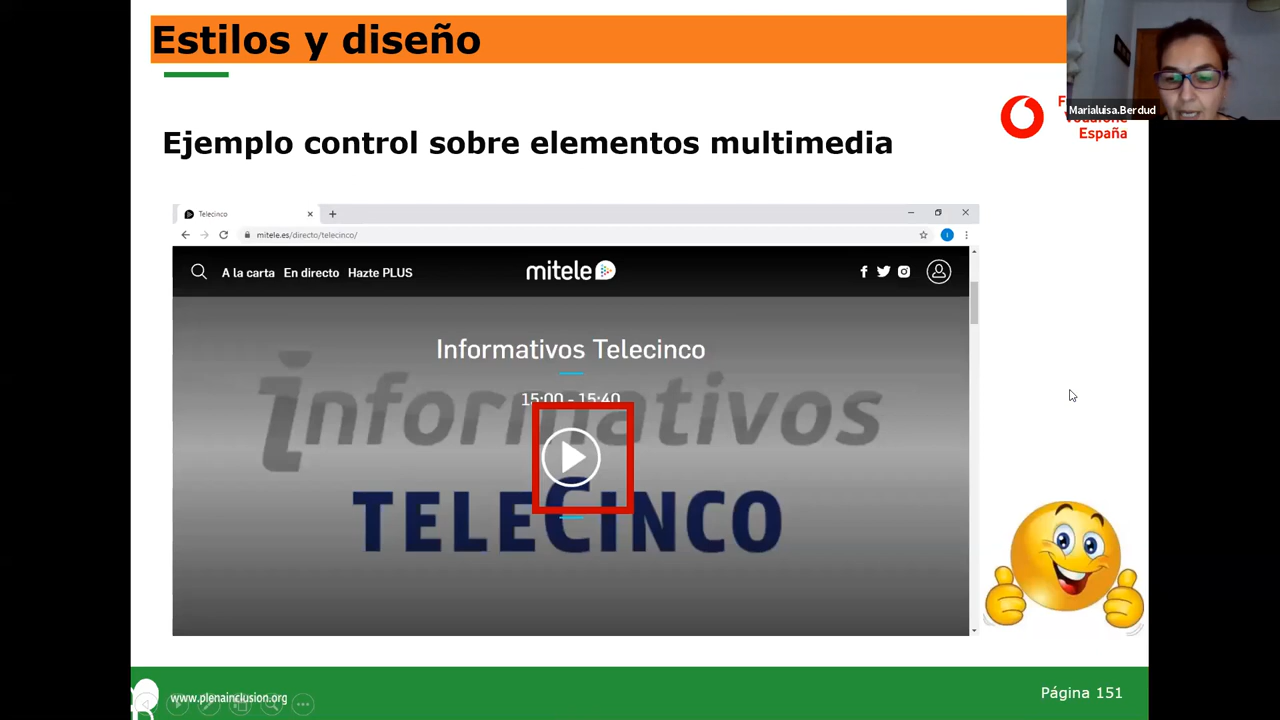 Estilos y diseño
Marialuisa.Berdud
España
Ejemplo control sobre elementos multimedia
Telecinco
mitele.es/directo/telecinco/
A la carta En directo Hazte PLUS
mitele
Informativos Telecinco
15:00 - 15:40
informativos
TELECINCO
www.plenainclusion.org
Página 151